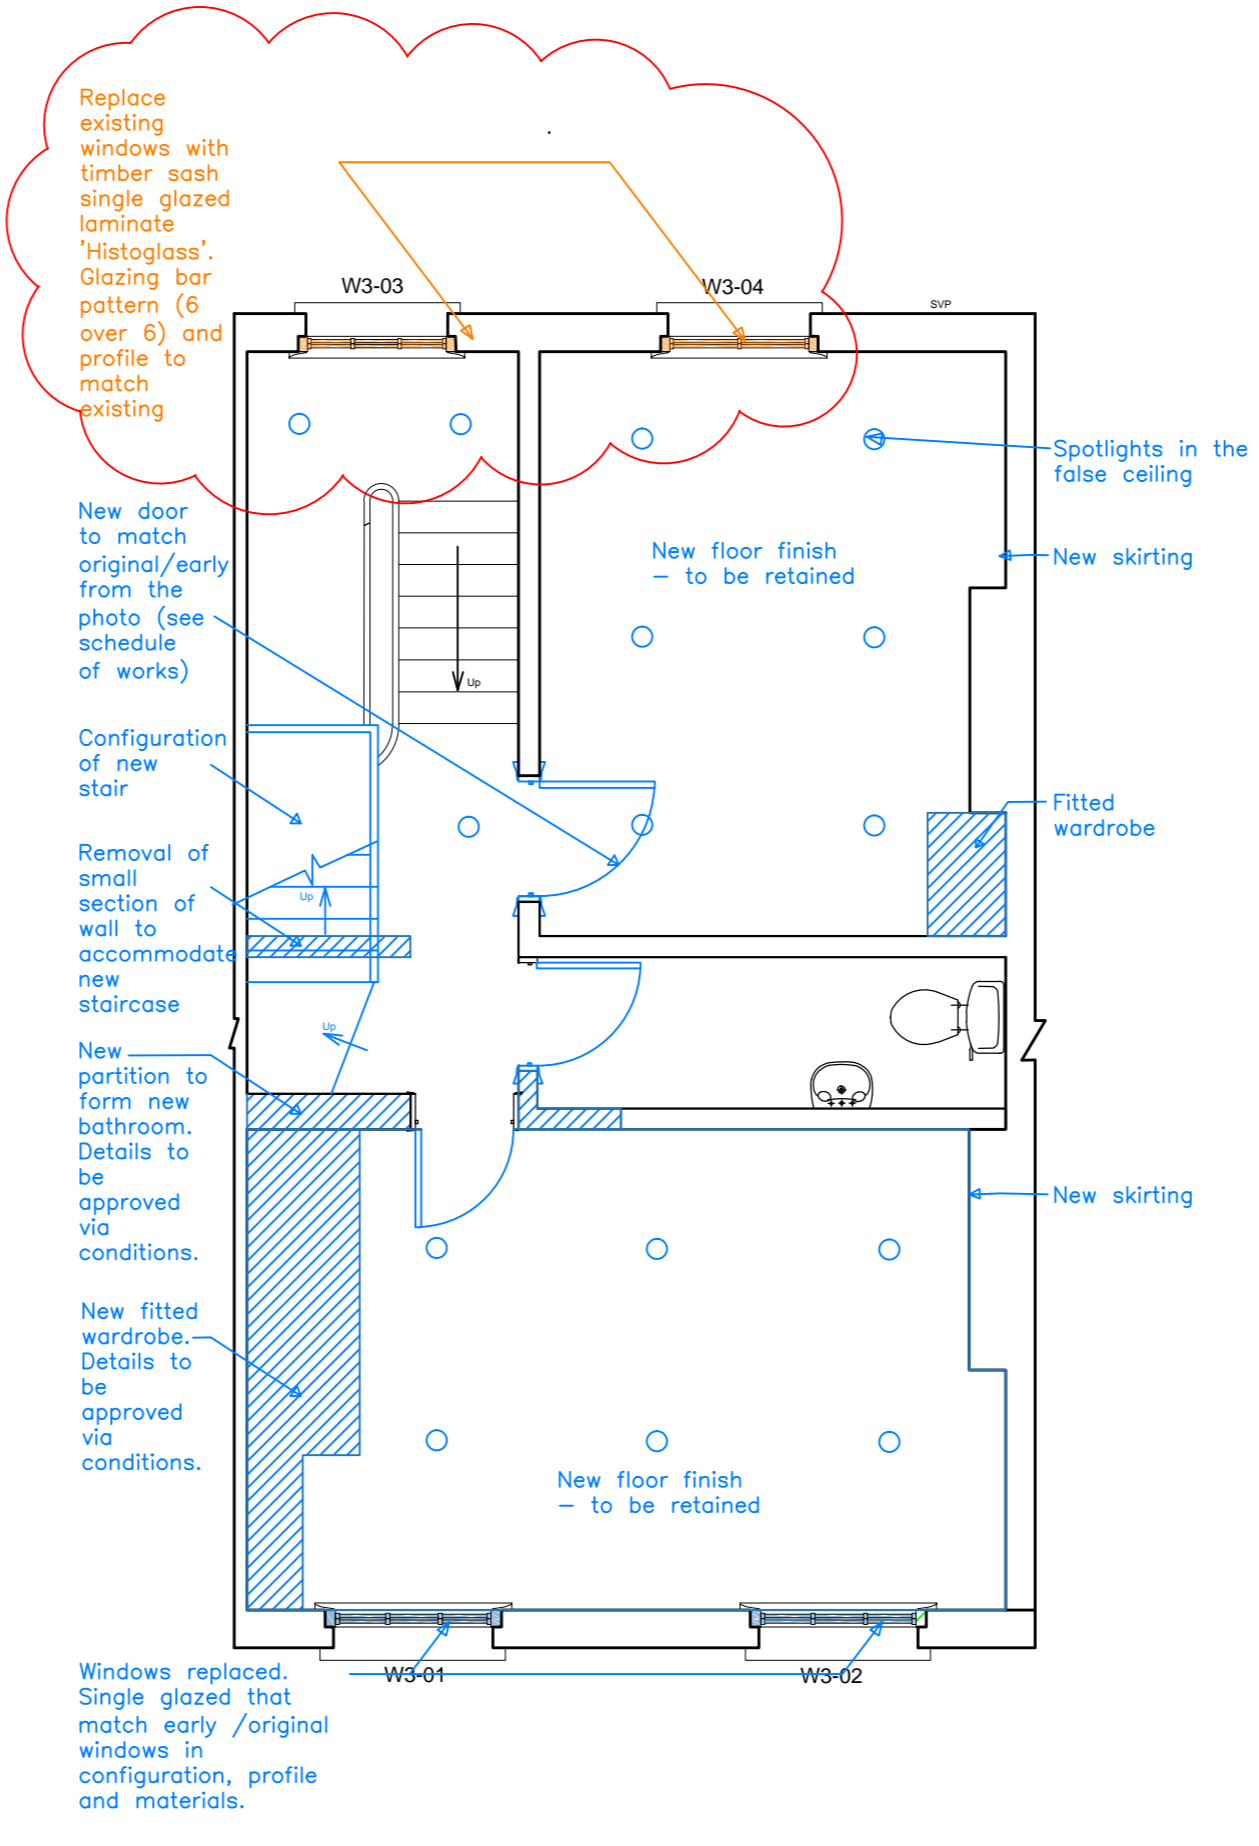 Replace
existing
windows with
timber sash
single glazed
laminate
'Histoglass'.
Glazing bar
pattern (6
over 6) and
profile to
match
existing
W3-03
W3-04
SVP
Spotlights in the
false ceiling
New door
to match
original/early
from the
photo (see
schedule
of works)
New floor finish
– to be retained
New skirting
Up
Configuration
of new
stair
Fitted
wardrobe
Removal of
small
section of
wall to
accommodate
new
staircase
Up
Up
New
partition to
form new
bathroom.
Details to
be
approved
via
conditions.
New skirting
New fitted
wardrobe.
Details to
be
approved
via
conditions.
New floor finish
– to be retained
W3-01
W3-02
Windows replaced.
Single glazed that
match early /original
windows in
configuration, profile
and materials.